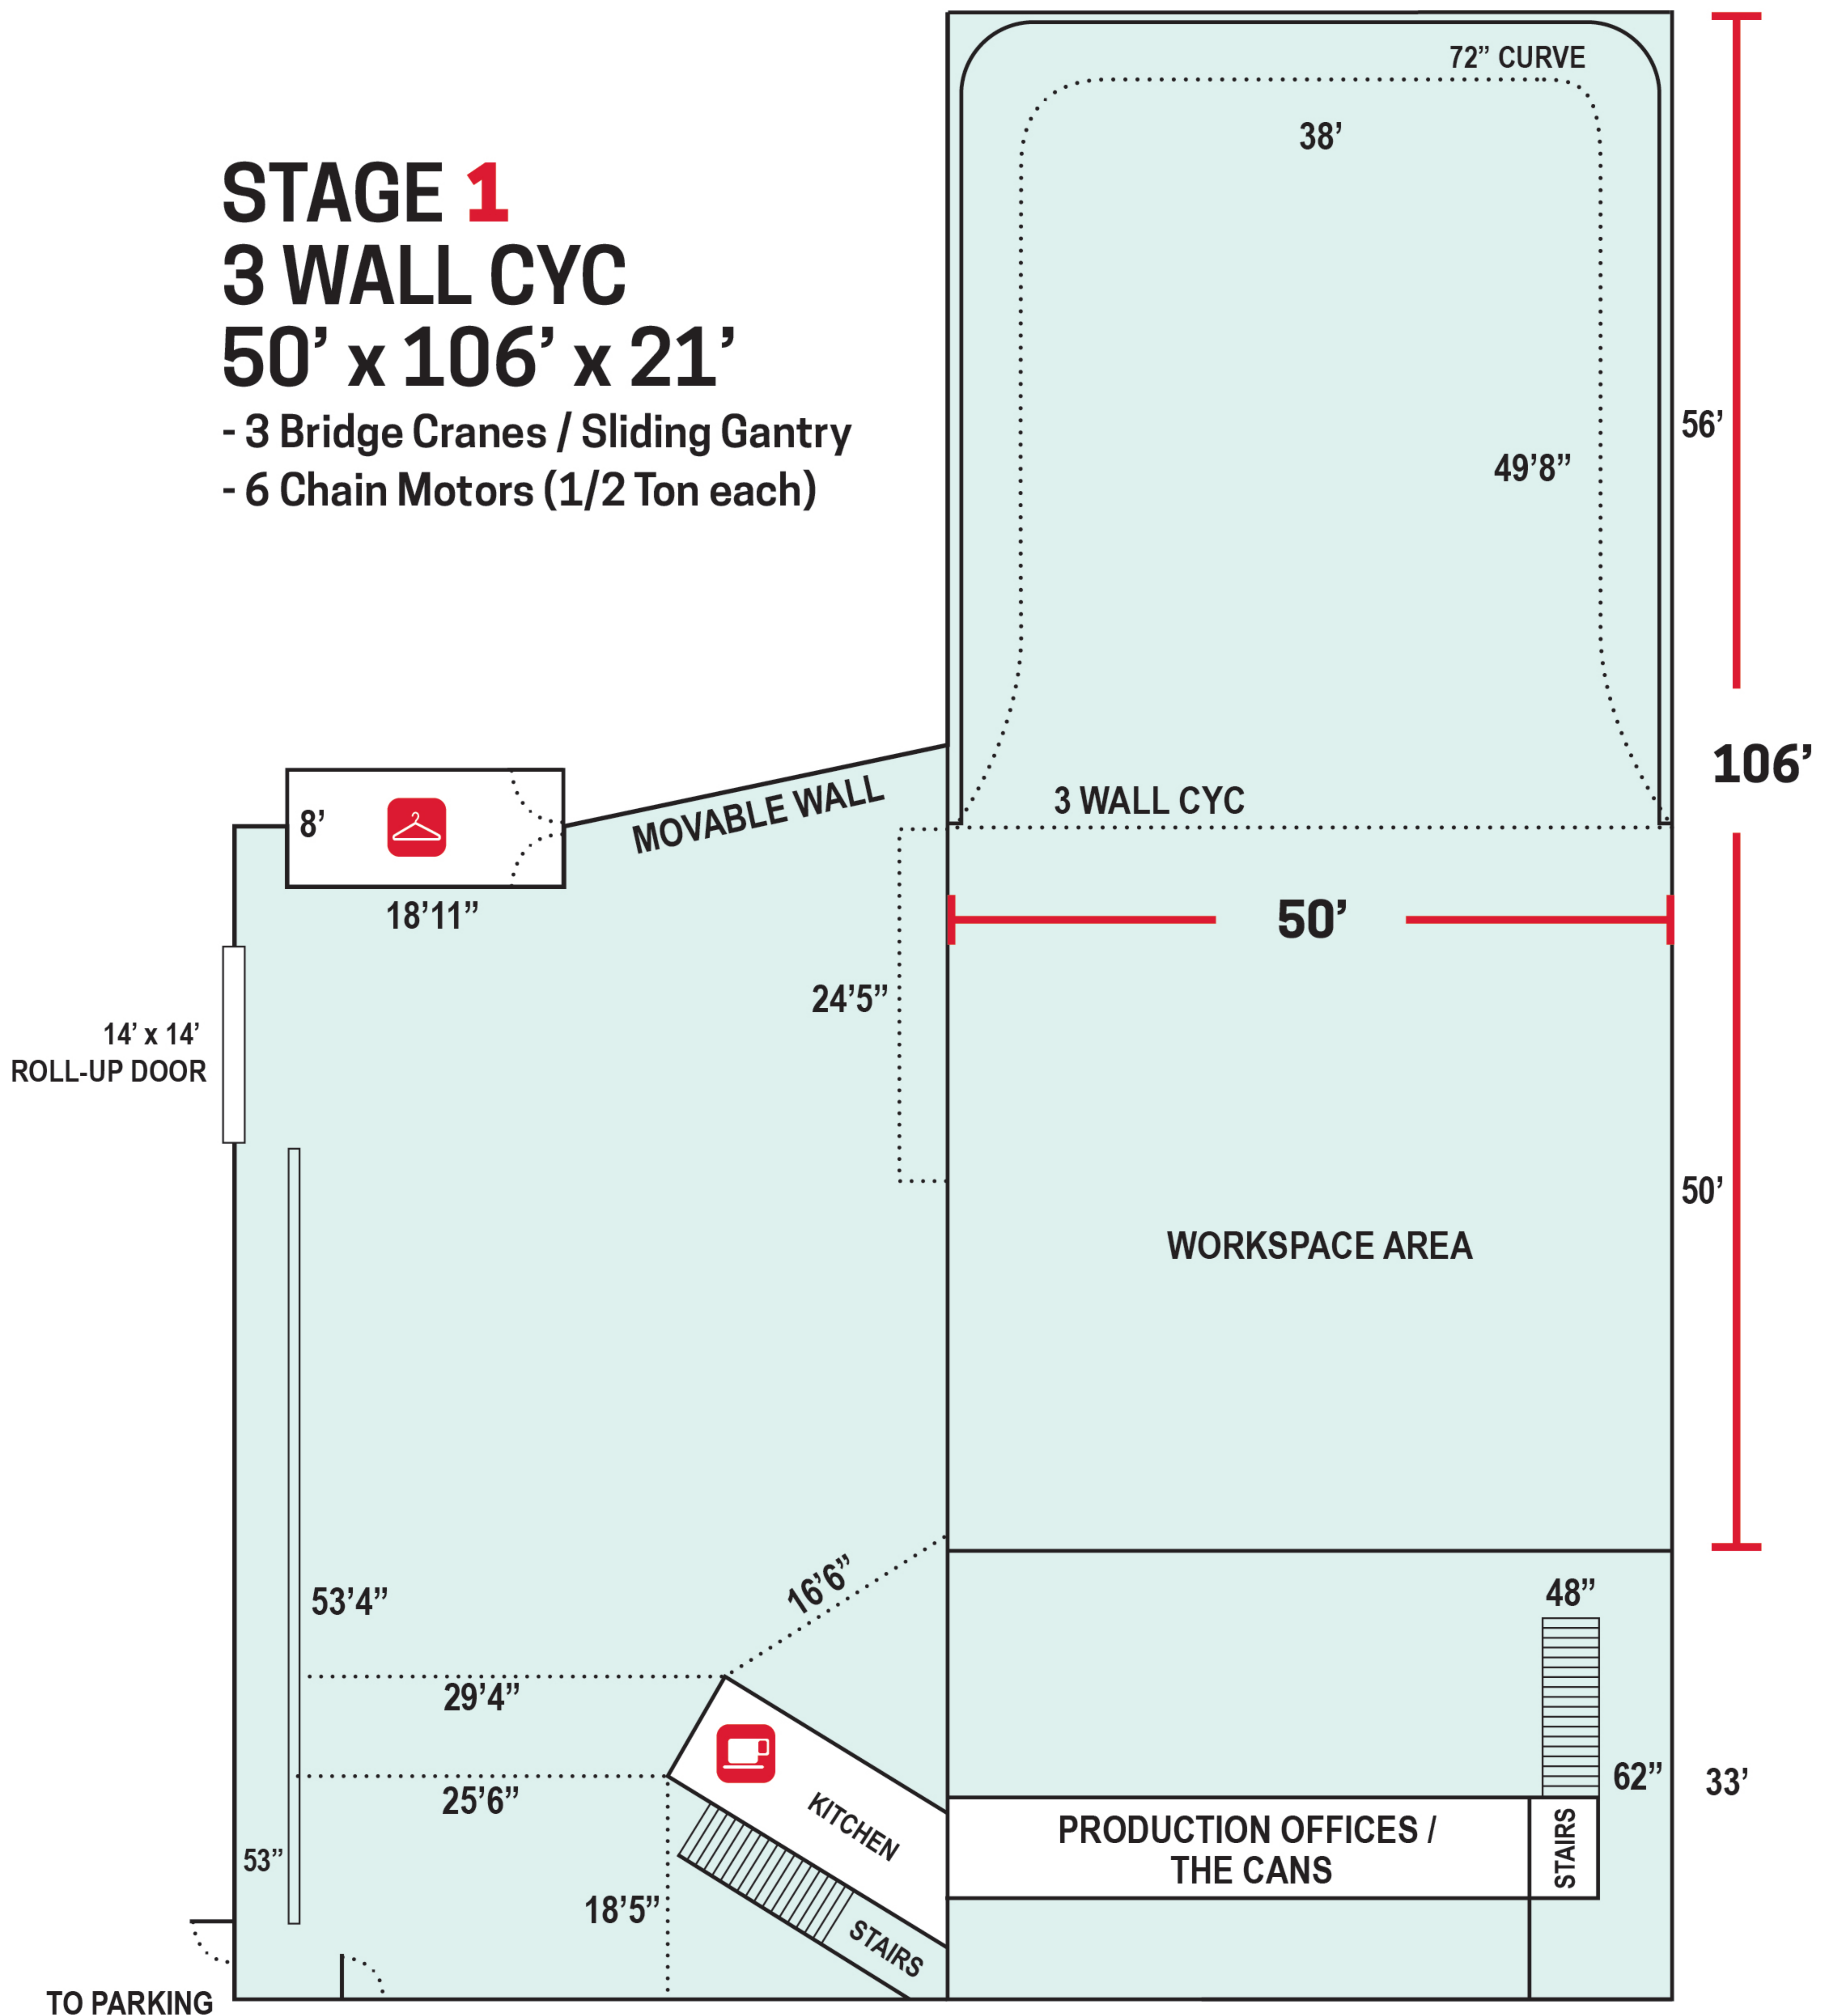 72” CURVE
38’
STAGE 1
3 WALL CYC
50’ x 106’ x 21’
- 3 Bridge Cranes / Sliding Gantry
- 6 Chain Motors (1/2 Ton each)
56’
49’8”
106’
3 WALL CYC
MOVABLE WALL
8’
18’11”
50’
24’5”
14’ x 14’
ROLL-UP DOOR
50’
WORKSPACE AREA
16’6”
53’4”
48”
29’4”
25’6”
62”
33’
KITCHEN
PRODUCTION OFFICES /
THE CANS
STAIRS
53”
18’5”
STAIRS
TO PARKING